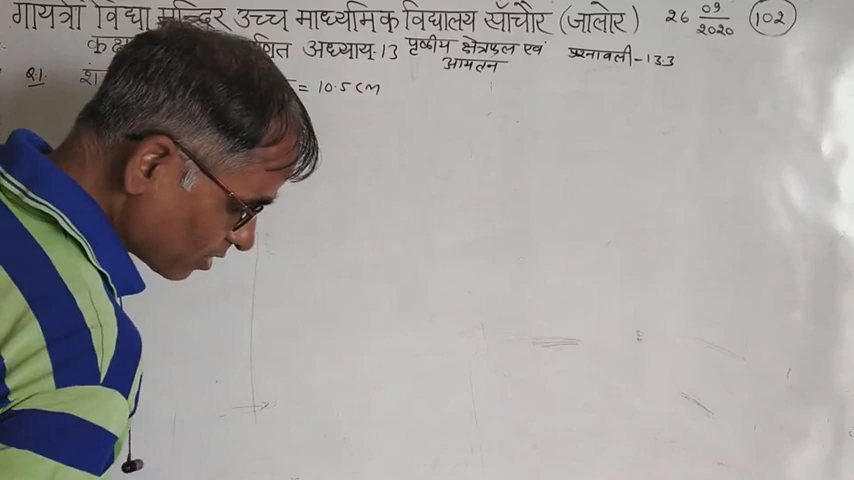 गायत्री विद्या मन्दिर उच्च माध्यमिक विद्यालय साँचौर (जालोर) 26 09/2020 (102)
अध्याय-13 पृष्ठीय क्षेत्रफल एवं आयतन प्रश्नावली-13.3
Q.1. = 10.5 cm